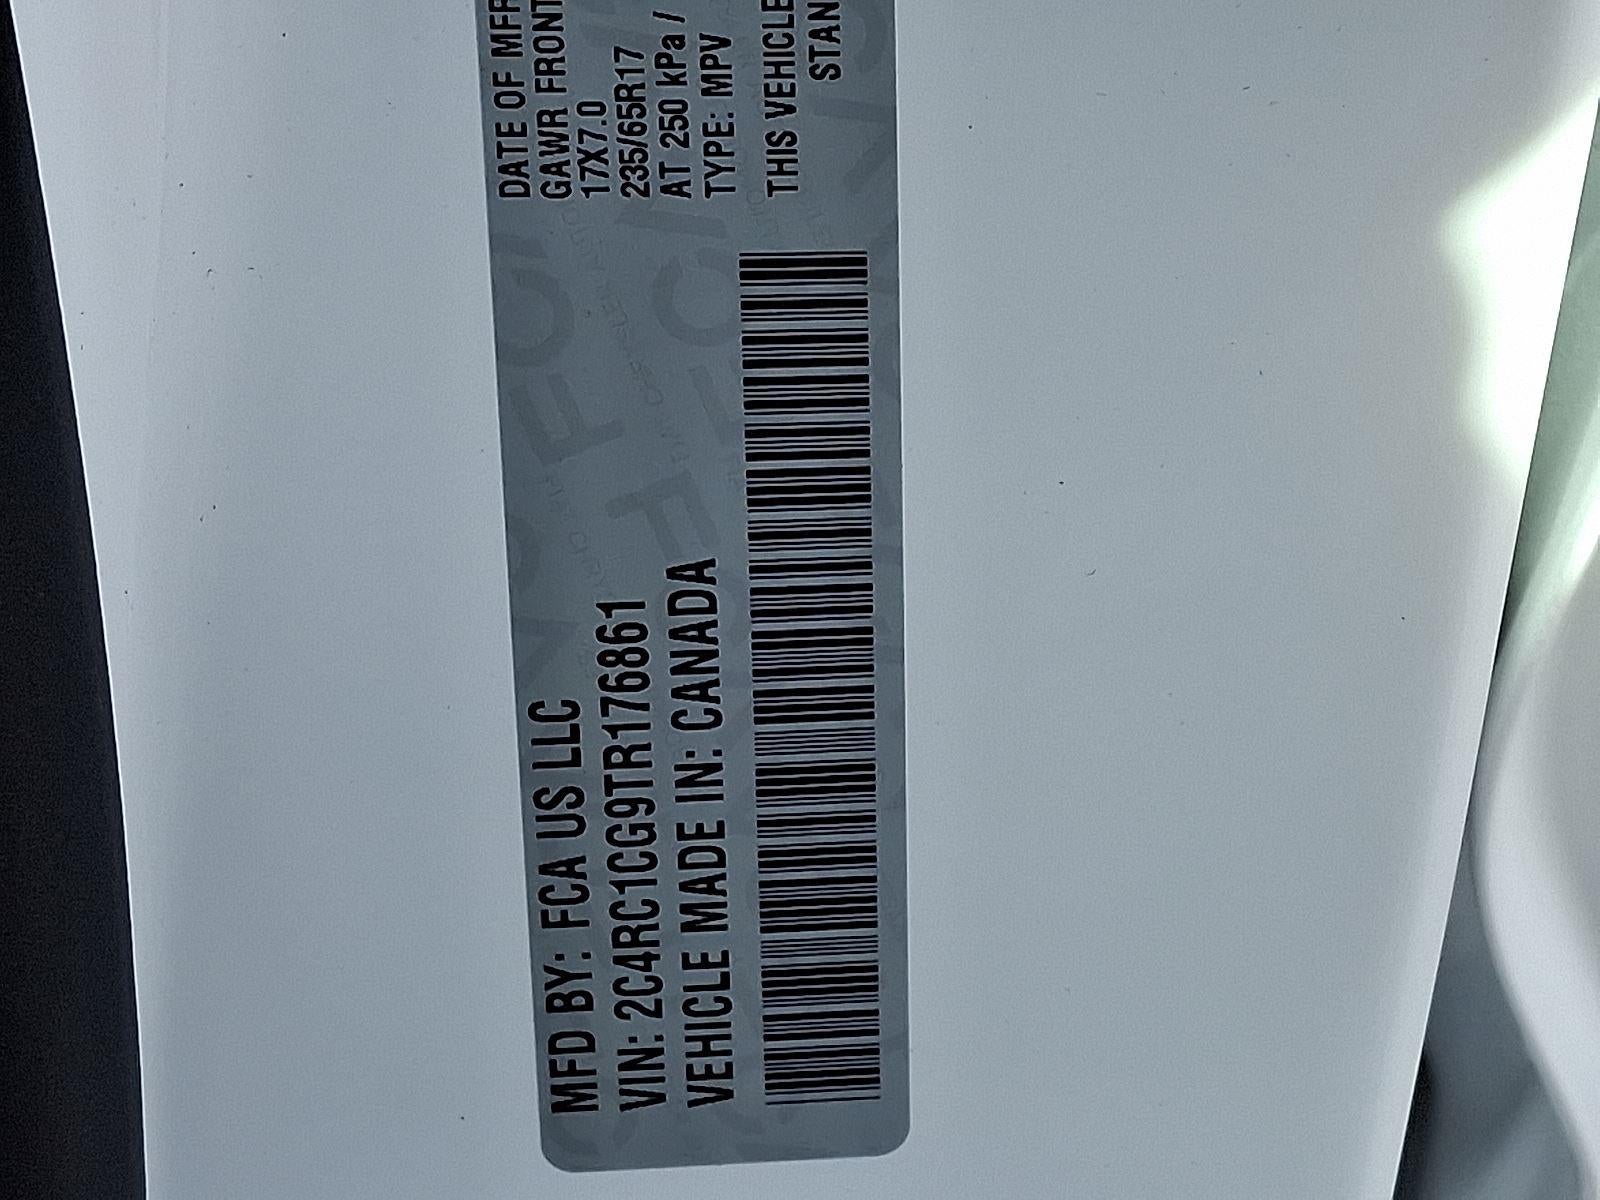 MFD BY: FCA US LLC
VIN: 2C4RC1CG9TR176861
VEHICLE MADE IN: CANADA
DATE OF MFR
GAWR FRONT
17X7.0
235/65R17
AT 250 kPa /
TYPE: MPV
THIS VEHICLE
STAN